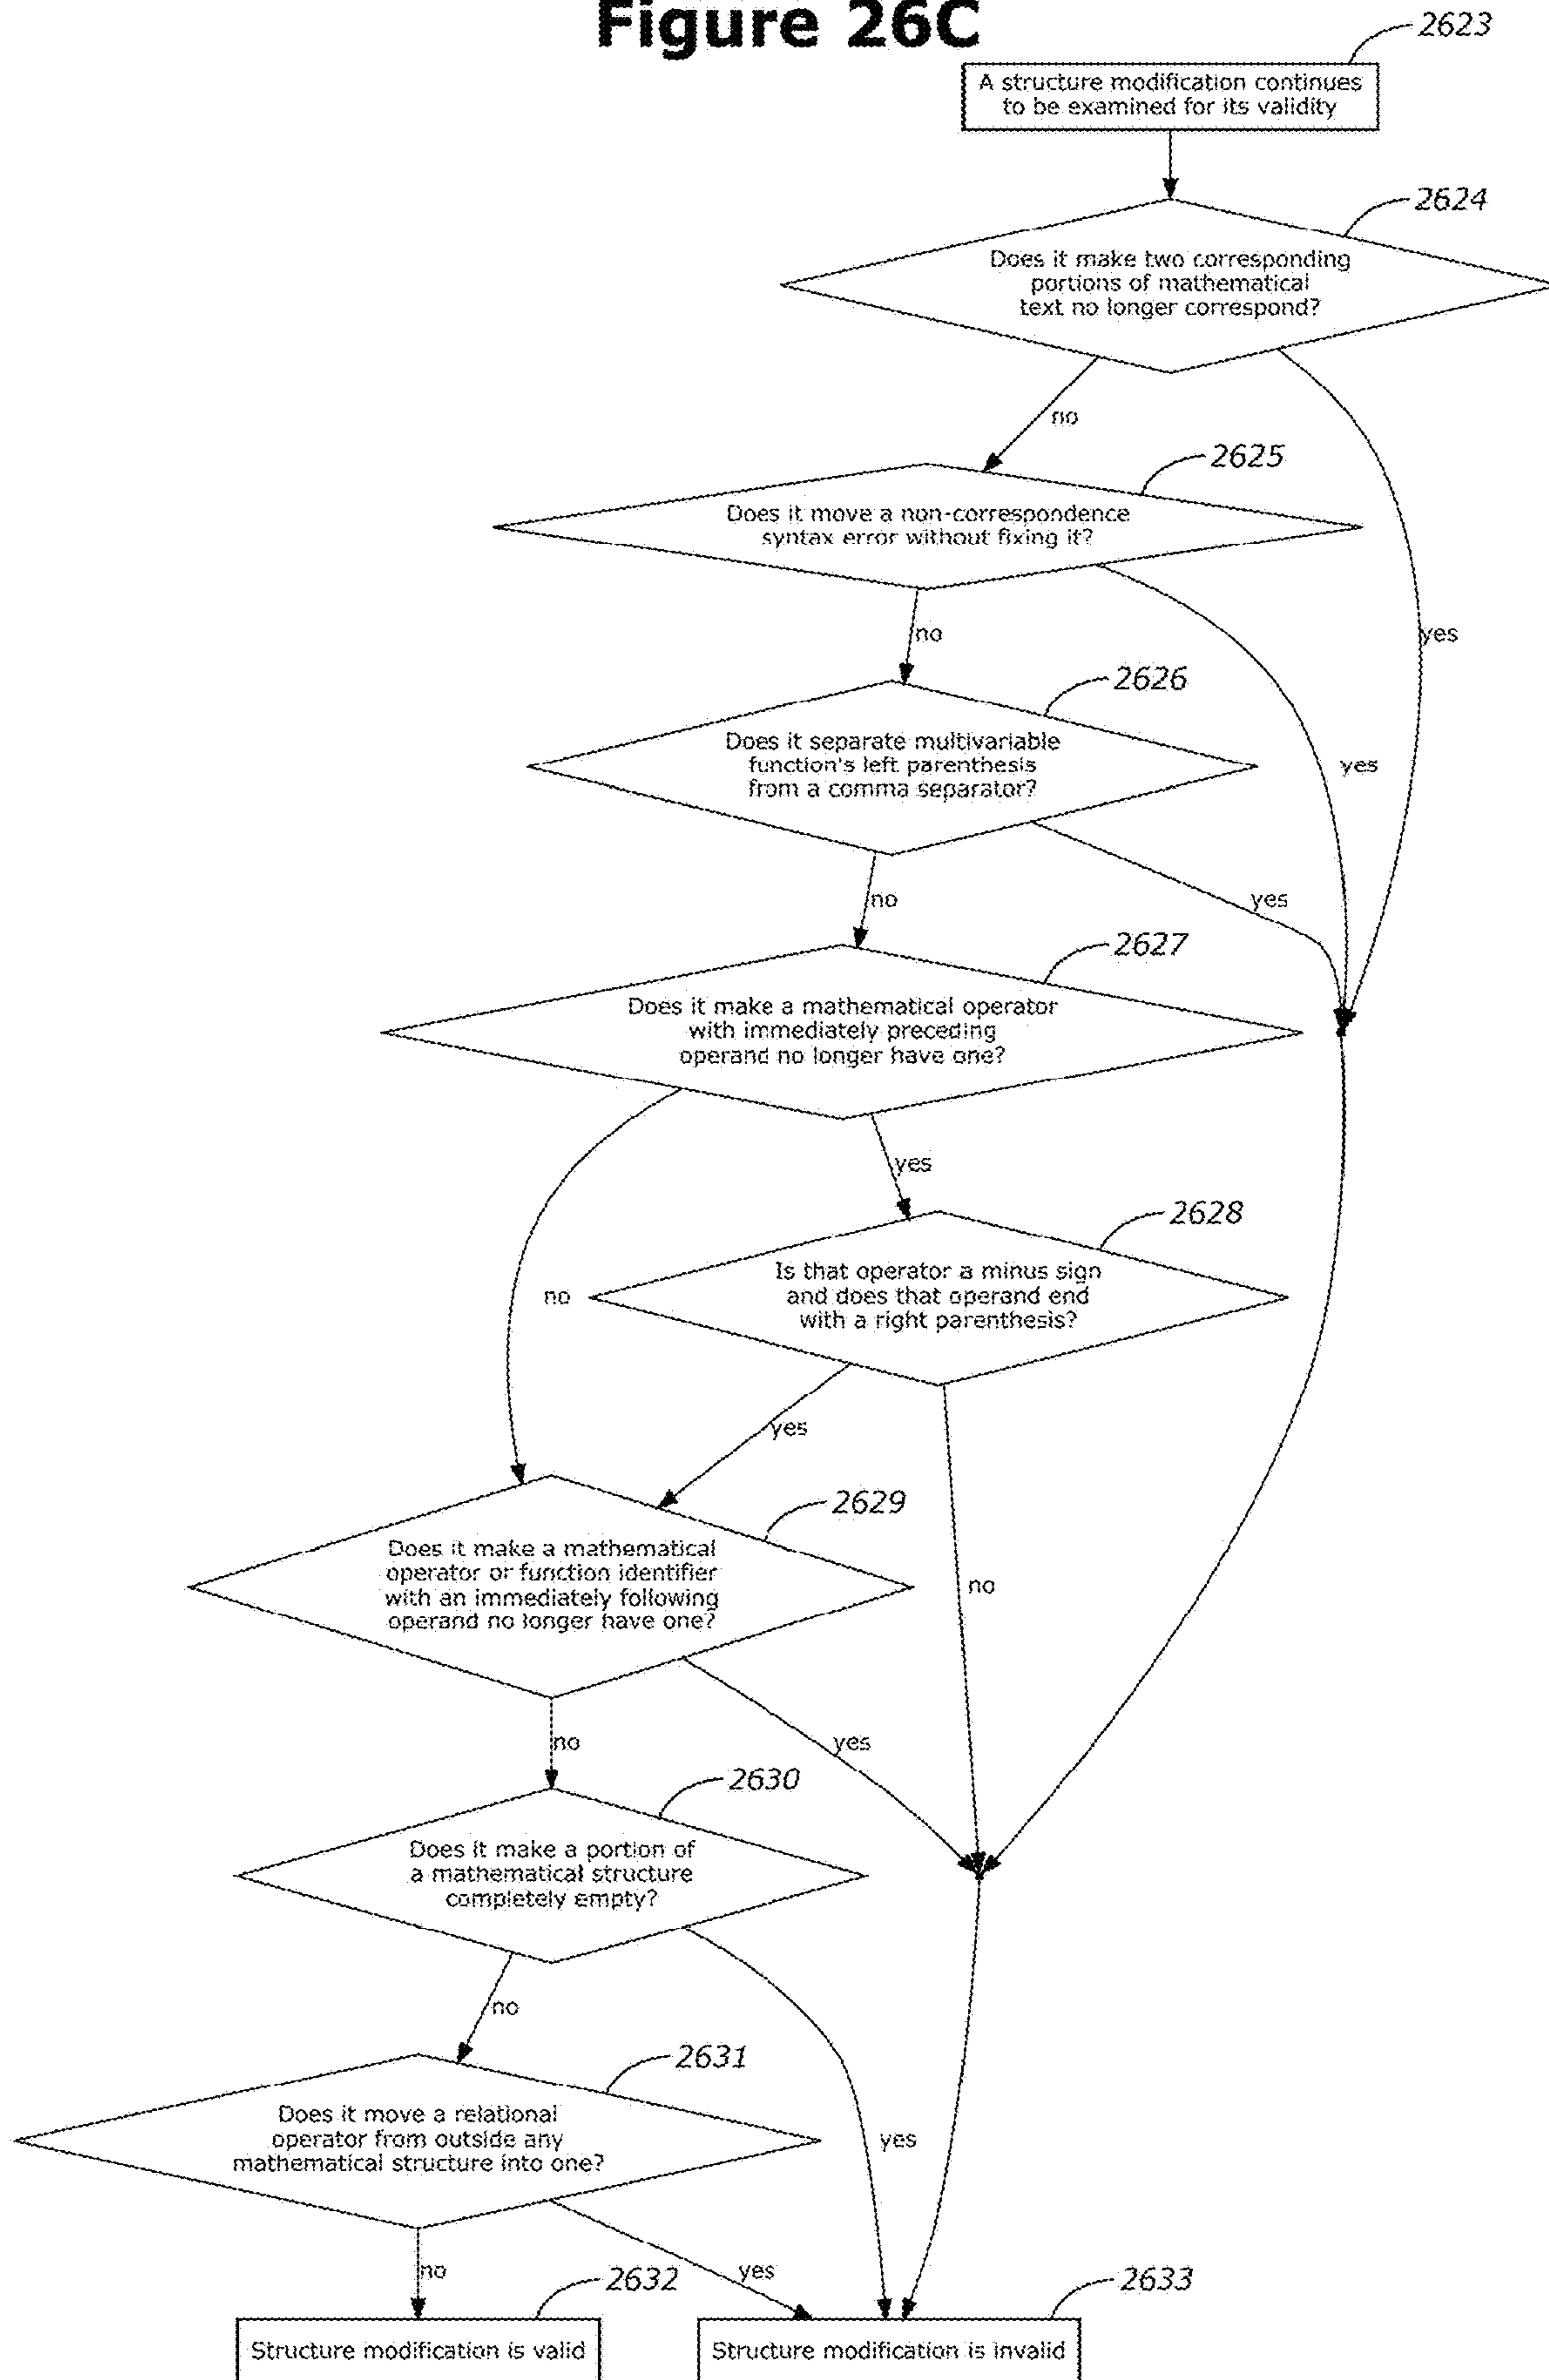 Figure 26C
2623
A structure modification continues
to be examined for its validity
2624
Does it make two corresponding
portions of mathematical
text no longer correspond?
no
yes
2625
Does it move a non-correspondence
syntax error without fixing it?
no
yes
2626
Does it separate multivariable
function's left parenthesis
from a comma separator?
no
yes
2627
Does it make a mathematical operator
with immediately preceding
operand no longer have one?
no
yes
2628
Is that operator a minus sign
and does that operand end
with a right parenthesis?
yes
no
2629
Does it make a mathematical
operator or function identifier
with an immediately following
operand no longer have one?
no
yes
2630
Does it make a portion of
a mathematical structure
completely empty?
no
yes
2631
Does it move a relational
operator from outside any
mathematical structure into one?
no
yes
2632
Structure modification is valid
2633
Structure modification is invalid